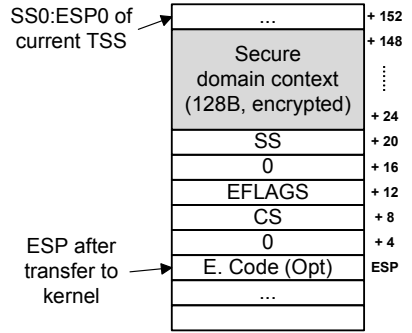 SS0:ESP0 of
current TSS
...
+ 152
Secure
domain context
(128B, encrypted)
+ 148
......
+ 24
SS
+ 20
0
+ 16
EFLAGS
+ 12
CS
+ 8
0
+ 4
ESP after
transfer to
kernel
E. Code (Opt)
ESP
...